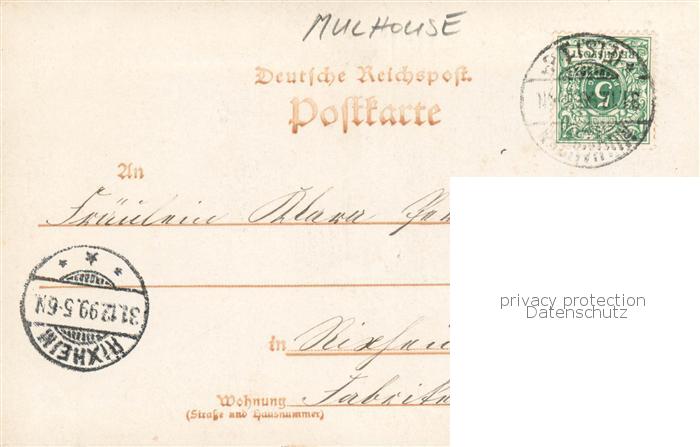 MULHOUSE
Deutsche Reichspost.
Postkarte
5
An
Fräulein Klara
privacy protection
Datenschutz
RIXHEIM
31.12.99.5-6N.
in Rixheim
Wohnung
(Straße und Hausnummer)